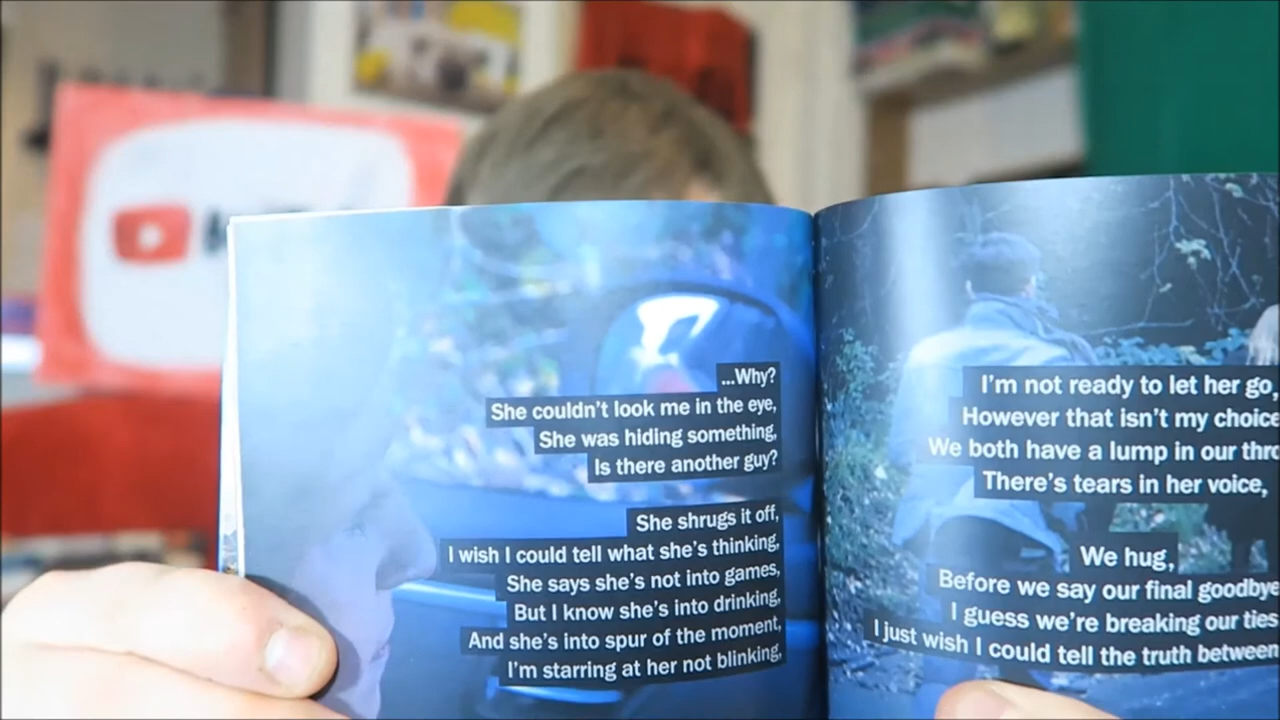 ...Why?
She couldn't look me in the eye,
She was hiding something,
Is there another guy?
She shrugs it off,
I wish I could tell what she's thinking,
She says she's not into games,
But I know she's into drinking,
And she's into spur of the moment,
I'm starring at her not blinking,
I'm not ready to let her go,
However that isn't my choice
We both have a lump in our
There's tears in her voice,
We hug,
Before we say our final goodbye
I guess we're breaking our ties
I just wish I could tell the truth between